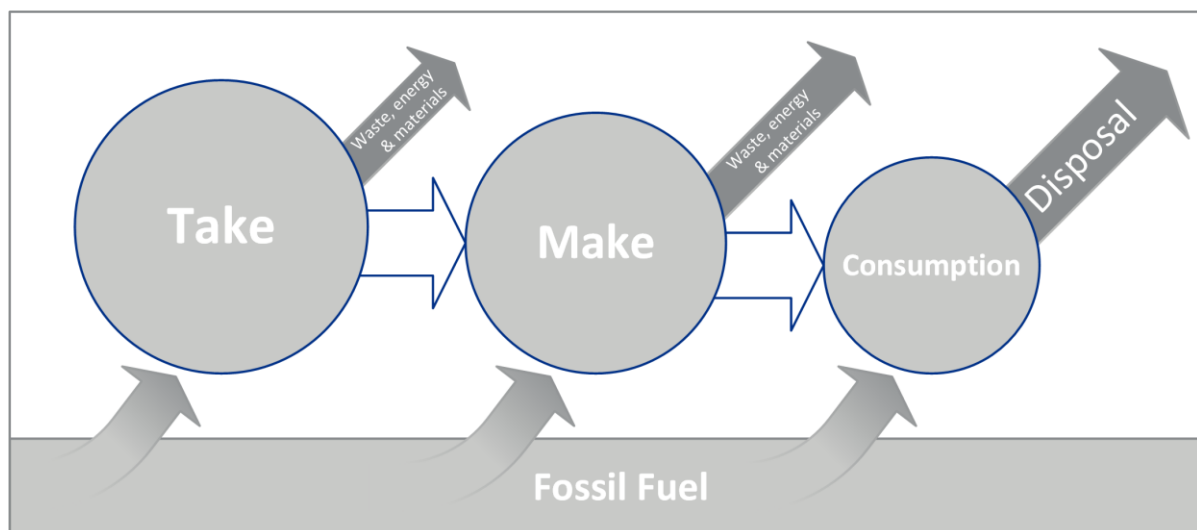 Take
Waste, energy
& materials
Make
Waste, energy
& materials
Consumption
Disposal
Fossil Fuel